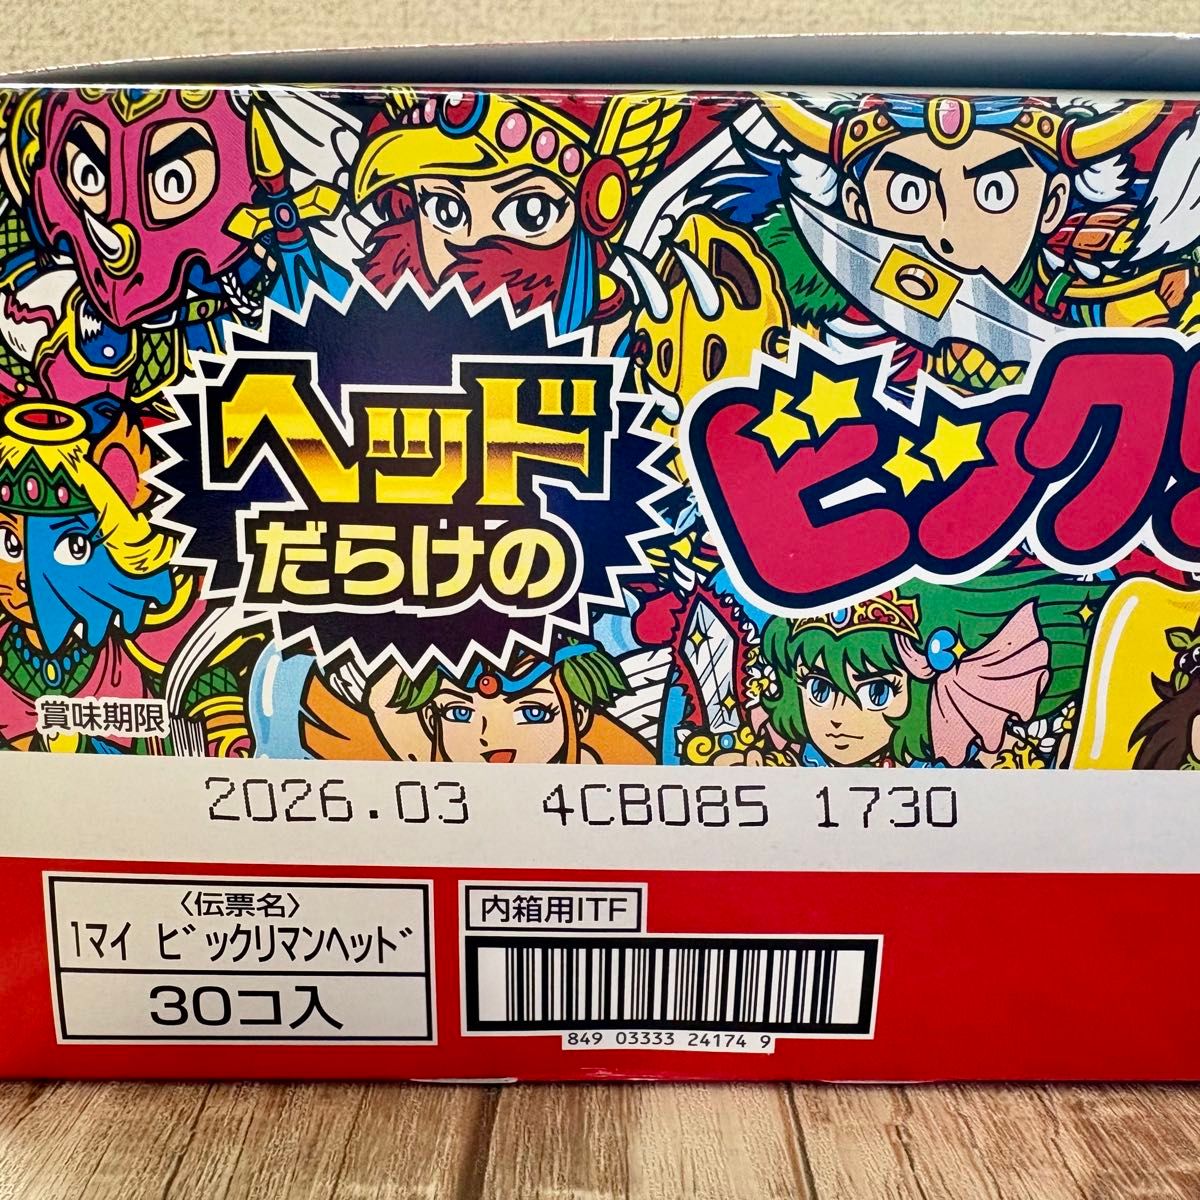 ヘッド
だらけの
ビックリ
賞味期限
2026.03 4CB085 1730
〈伝票名〉
1マイ ビックリマンヘッド
30コ入
内箱用ITF
849 03333 24174 9